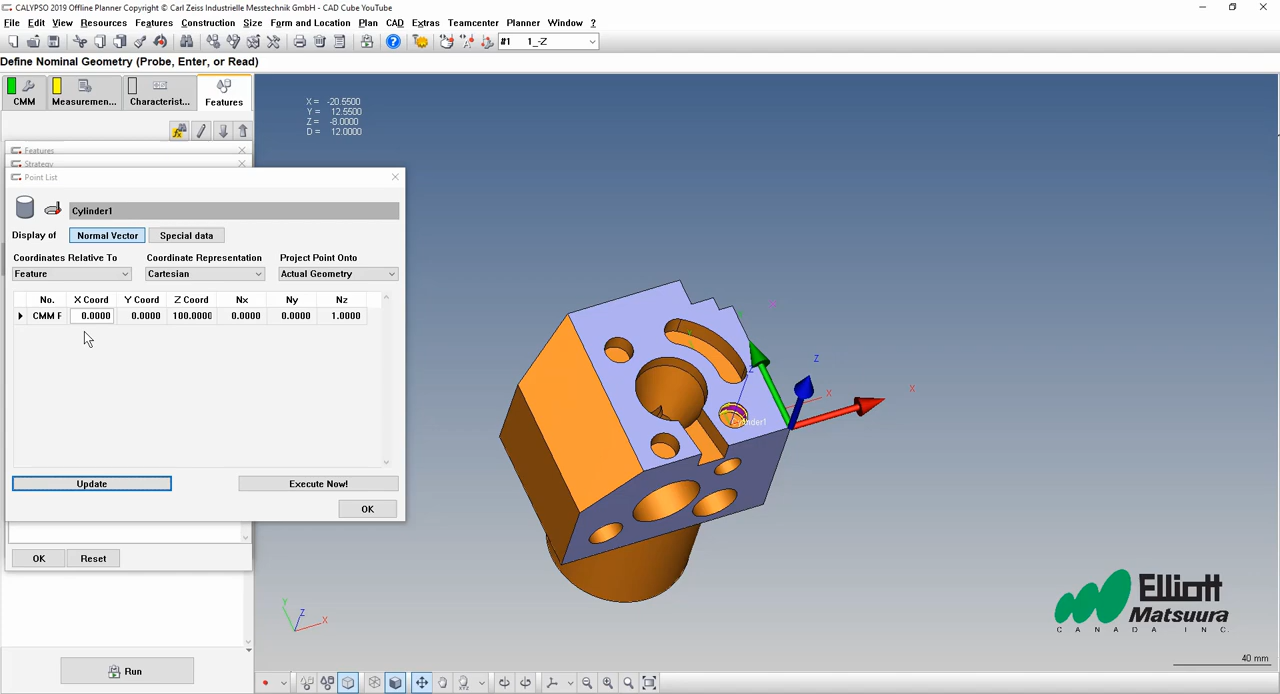 CALYPSO 2019 Offline Planner Copyright © Carl Zeiss Industrielle Messtechnik GmbH - CAD Cube YouTube
File Edit View Resources Features Construction Size Form and Location Plan CAD Extras Teamcenter Planner Window ?
#1 1_-Z
Define Nominal Geometry (Probe, Enter, or Read)
CMM Measuremen... Characterist... Features
X = -20.5500
Y = 12.5500
Z = -8.0000
D = 12.0000
Features
Strategy
Point List
Cylinder1
Display of Normal Vector Special data
Coordinates Relative To Coordinate Representation Project Point Onto
Feature Cartesian Actual Geometry
No. X Coord Y Coord Z Coord Nx Ny Nz
CMM F 0.0000 0.0000 100.0000 0.0000 0.0000 1.0000
Update Execute Now!
OK
OK Reset
Run
Z
X
X
Cylinder1
Y
Z
X
Elliott
Matsuura
CANADA INC.
40 mm